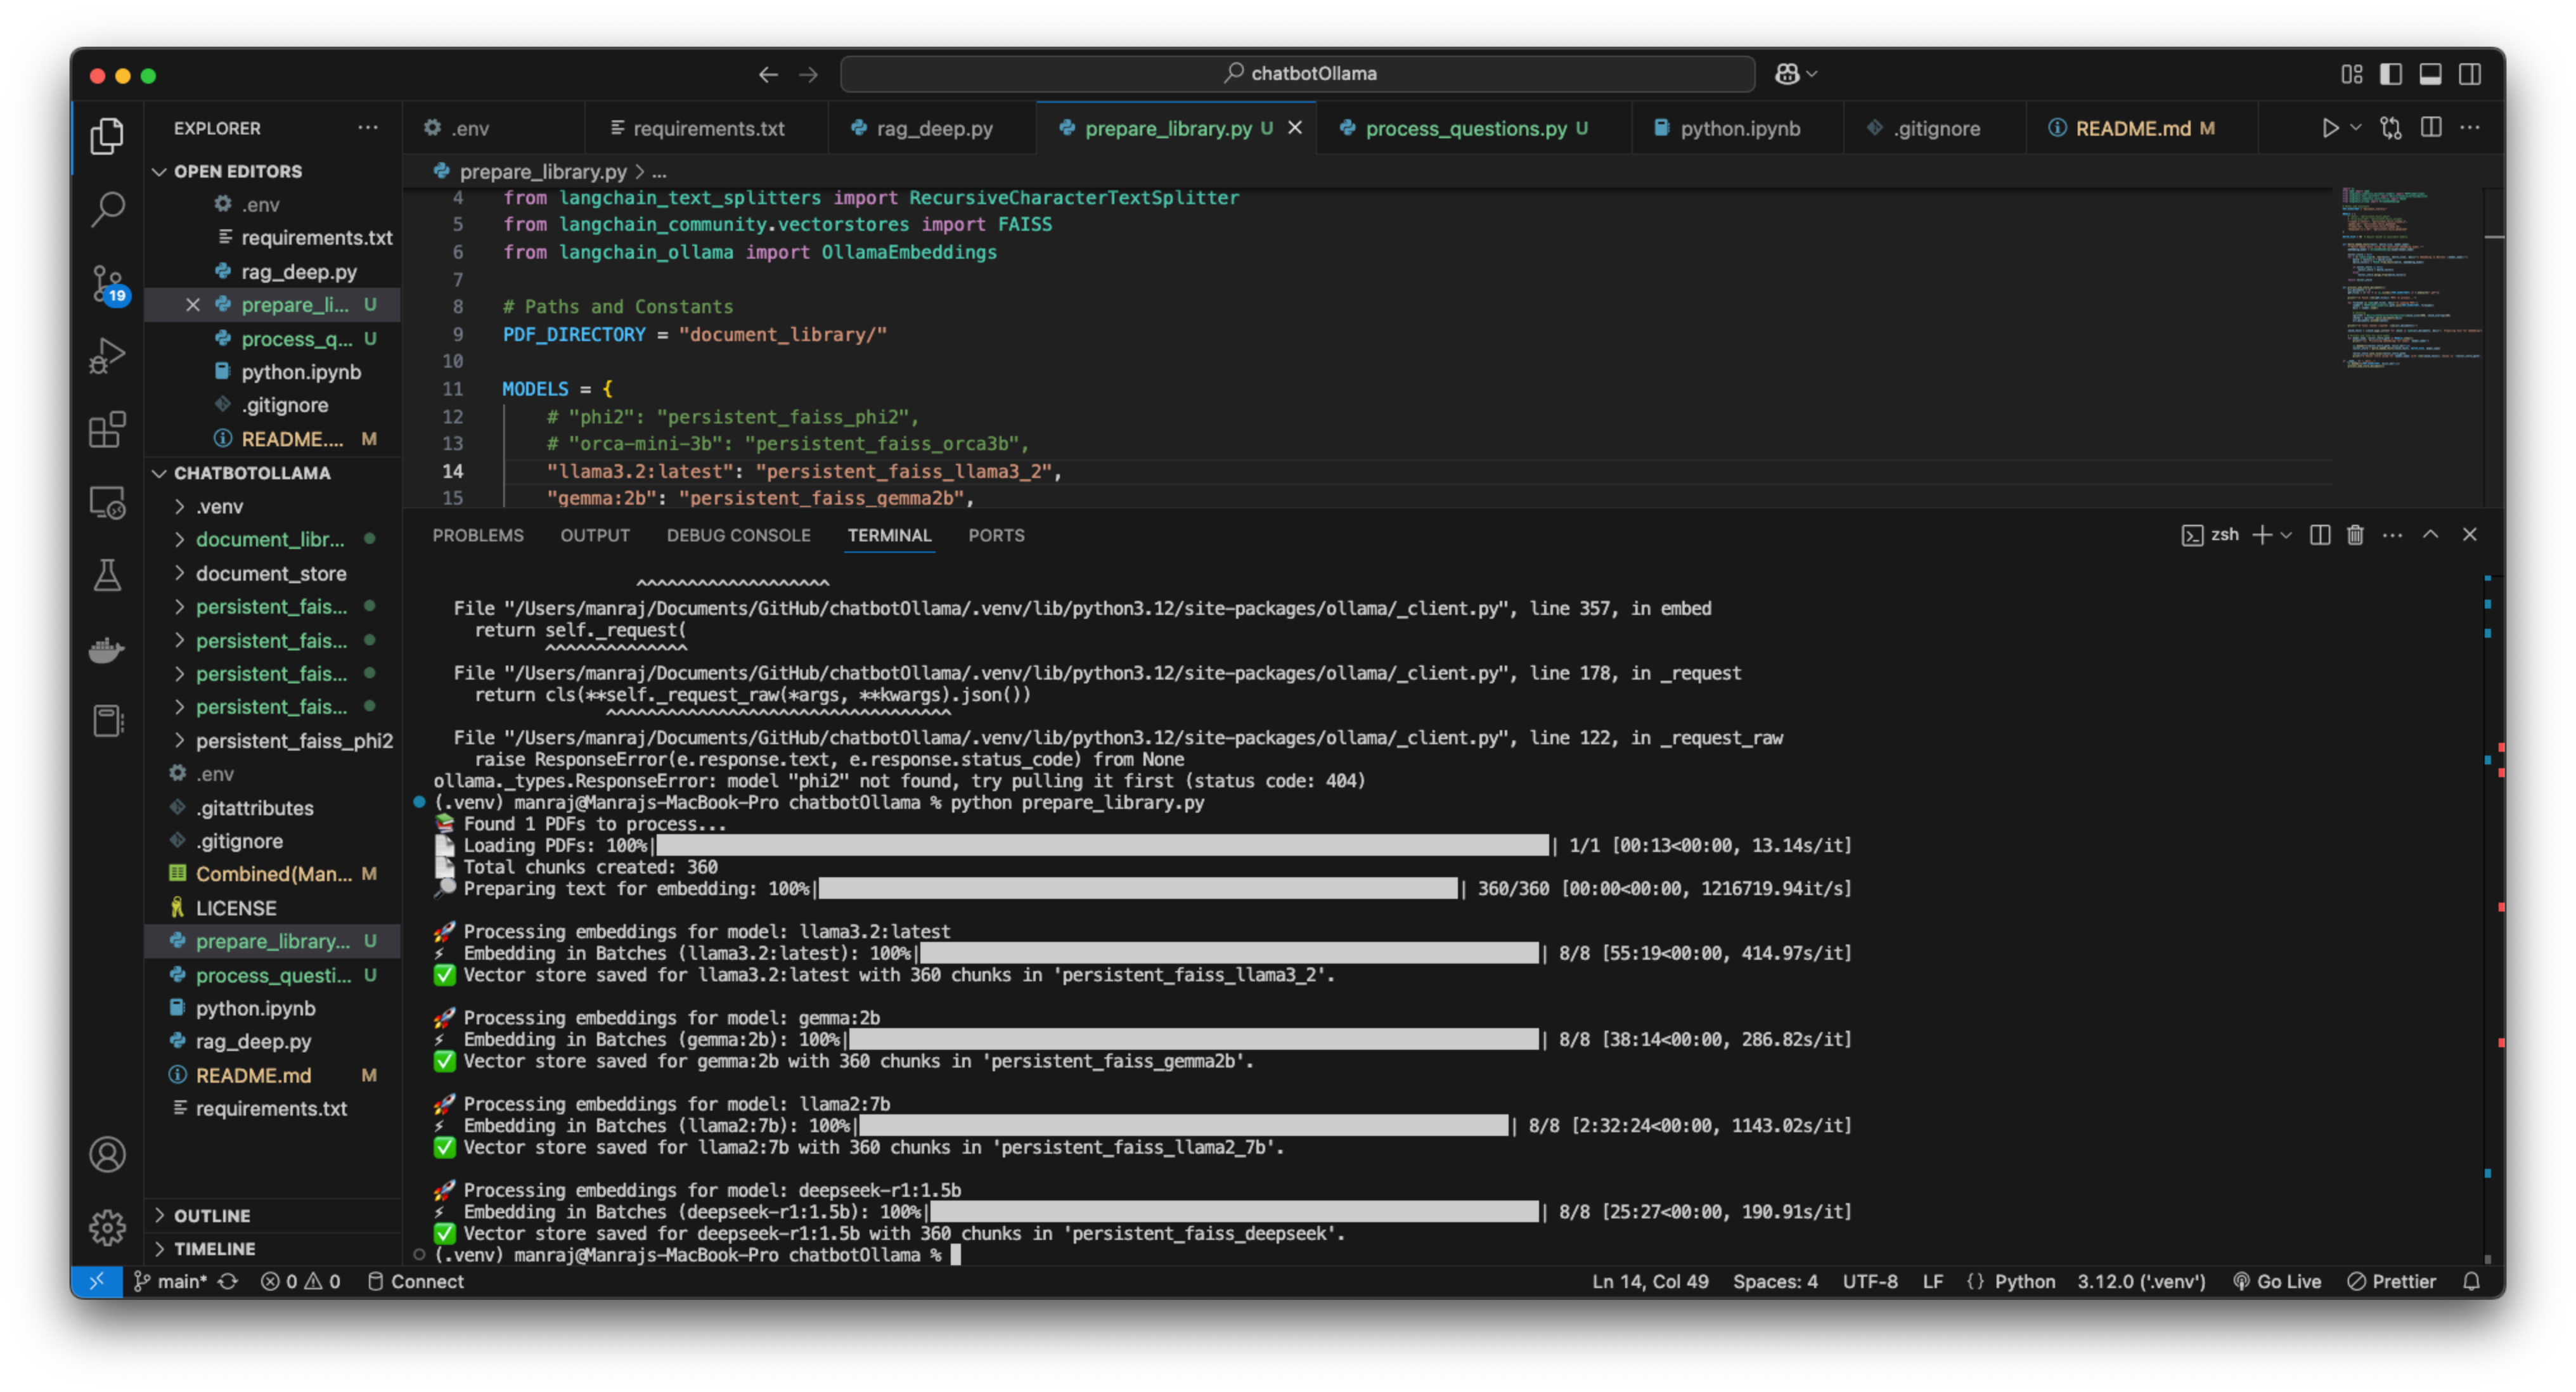 chatbotOllama
EXPLORER
OPEN EDITORS
.env
requirements.txt
rag_deep.py
prepare_li... U
process_q... U
python.ipynb
.gitignore
README.... M
CHATBOTOLLAMA
.venv
document_libr...
document_store
persistent_fais...
persistent_fais...
persistent_fais...
persistent_fais...
persistent_faiss_phi2
.env
.gitattributes
.gitignore
Combined(Man... M
LICENSE
prepare_library... U
process_questi... U
python.ipynb
rag_deep.py
README.md M
requirements.txt
OUTLINE
TIMELINE
19
.env requirements.txt rag_deep.py prepare_library.py U process_questions.py U python.ipynb .gitignore README.md M
prepare_library.py > ...
4 from langchain_text_splitters import RecursiveCharacterTextSplitter
5 from langchain_community.vectorstores import FAISS
6 from langchain_ollama import OllamaEmbeddings
7
8 # Paths and Constants
9 PDF_DIRECTORY = "document_library/"
10
11 MODELS = {
12 # "phi2": "persistent_faiss_phi2",
13 # "orca-mini-3b": "persistent_faiss_orca3b",
14 "llama3.2:latest": "persistent_faiss_llama3_2",
15 "gemma:2b": "persistent_faiss_gemma2b",
PROBLEMS OUTPUT DEBUG CONSOLE TERMINAL PORTS
zsh
^^^^^^^^^^^^^^^^^^^
File "/Users/manraj/Documents/GitHub/chatbotOllama/.venv/lib/python3.12/site-packages/ollama/_client.py", line 357, in embed
return self._request(
^^^^^^^^^^^^^^
File "/Users/manraj/Documents/GitHub/chatbotOllama/.venv/lib/python3.12/site-packages/ollama/_client.py", line 178, in _request
return cls(**self._request_raw(*args, **kwargs).json())
^^^^^^^^^^^^^^^^^^^^^^^^^^^^^^^^^^
File "/Users/manraj/Documents/GitHub/chatbotOllama/.venv/lib/python3.12/site-packages/ollama/_client.py", line 122, in _request_raw
raise ResponseError(e.response.text, e.response.status_code) from None
ollama._types.ResponseError: model "phi2" not found, try pulling it first (status code: 404)
(.venv) manraj@Manrajs-MacBook-Pro chatbotOllama % python prepare_library.py
📚 Found 1 PDFs to process...
📄 Loading PDFs: 100%| | 1/1 [00:13<00:00, 13.14s/it]
📄 Total chunks created: 360
🔎 Preparing text for embedding: 100%| | 360/360 [00:00<00:00, 1216719.94it/s]
🚀 Processing embeddings for model: llama3.2:latest
⚡ Embedding in Batches (llama3.2:latest): 100%| | 8/8 [55:19<00:00, 414.97s/it]
✅ Vector store saved for llama3.2:latest with 360 chunks in 'persistent_faiss_llama3_2'.
🚀 Processing embeddings for model: gemma:2b
⚡ Embedding in Batches (gemma:2b): 100%| | 8/8 [38:14<00:00, 286.82s/it]
✅ Vector store saved for gemma:2b with 360 chunks in 'persistent_faiss_gemma2b'.
🚀 Processing embeddings for model: llama2:7b
⚡ Embedding in Batches (llama2:7b): 100%| | 8/8 [2:32:24<00:00, 1143.02s/it]
✅ Vector store saved for llama2:7b with 360 chunks in 'persistent_faiss_llama2_7b'.
🚀 Processing embeddings for model: deepseek-r1:1.5b
⚡ Embedding in Batches (deepseek-r1:1.5b): 100%| | 8/8 [25:27<00:00, 190.91s/it]
✅ Vector store saved for deepseek-r1:1.5b with 360 chunks in 'persistent_faiss_deepseek'.
(.venv) manraj@Manrajs-MacBook-Pro chatbotOllama %
main* 0 0 Connect Ln 14, Col 49 Spaces: 4 UTF-8 LF {} Python 3.12.0 ('.venv') Go Live Prettier